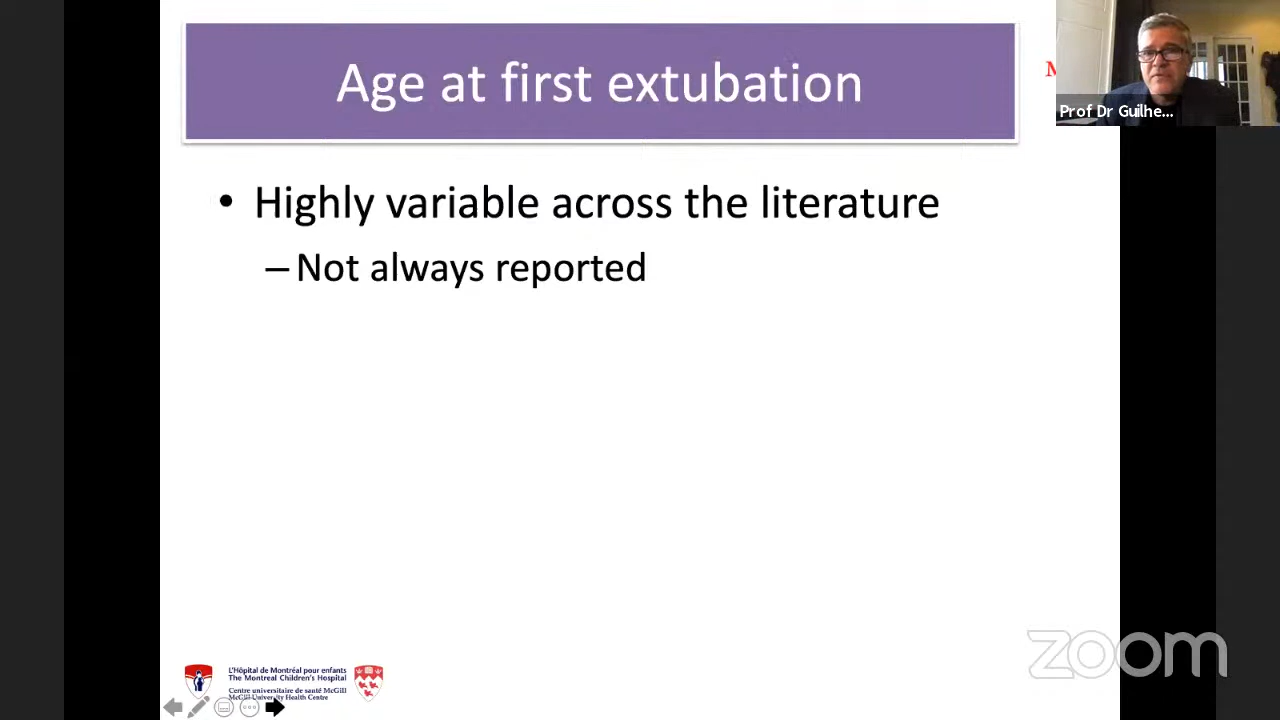 Age at first extubation
M
Prof Dr Guilhe...
• Highly variable across the literature
– Not always reported
L'Hôpital de Montréal pour enfants
The Montreal Children's Hospital
Centre universitaire de santé McGill
McGill University Health Centre
zoom